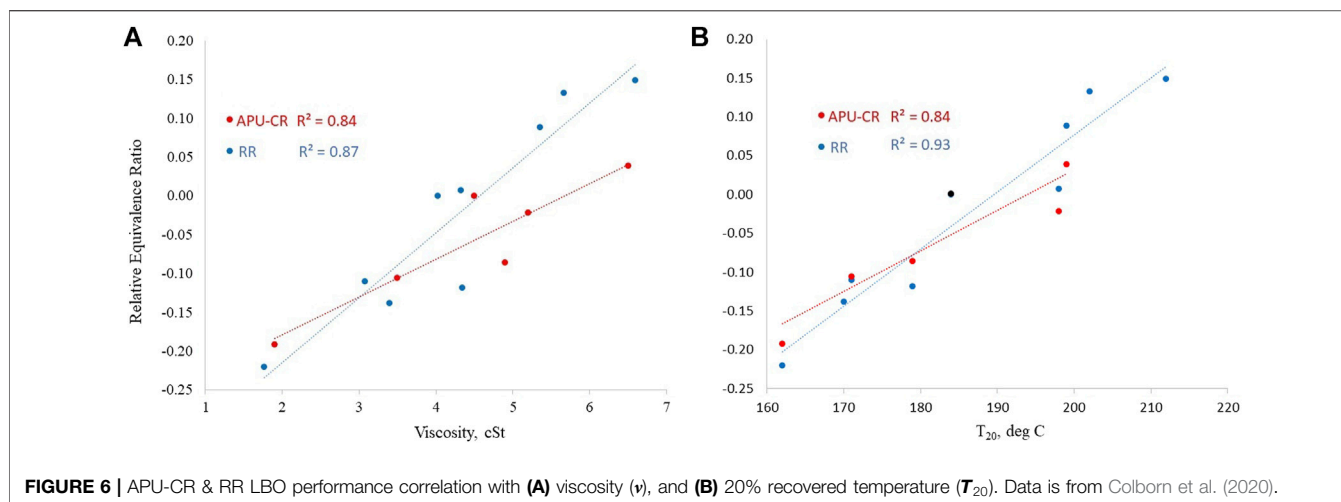 A
0.20
0.15
0.10
0.05
0.00
-0.05
-0.10
-0.15
-0.20
-0.25
Relative Equivalence Ratio
APU-CR R² = 0.84
RR R² = 0.87
1 2 3 4 5 6 7
Viscosity, cSt
B
0.20
0.15
0.10
0.05
0.00
-0.05
-0.10
-0.15
-0.20
-0.25
APU-CR R² = 0.84
RR R² = 0.93
160 170 180 190 200 210 220
T₂₀, deg C
FIGURE 6 | APU-CR & RR LBO performance correlation with (A) viscosity (ν), and (B) 20% recovered temperature (T₂₀). Data is from Colborn et al. (2020).